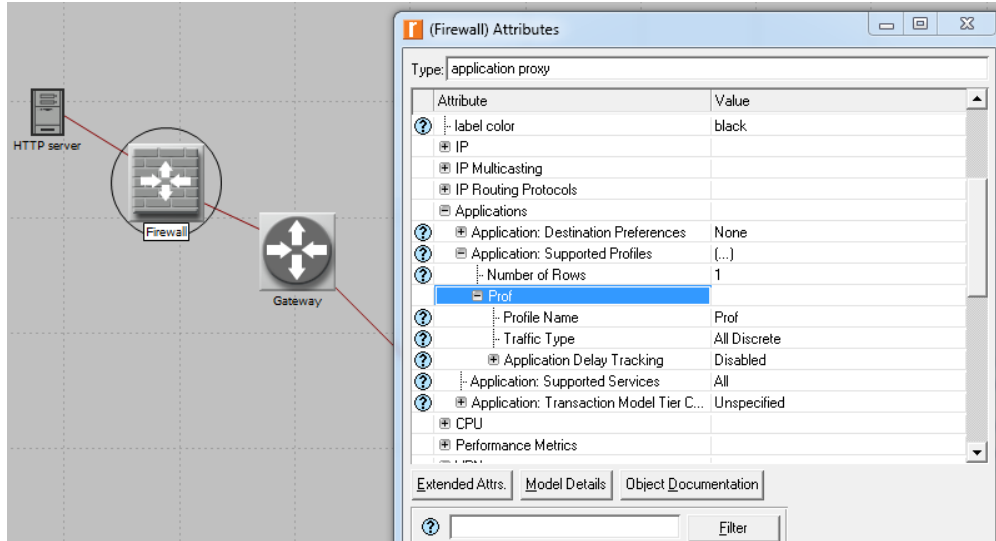 (Firewall) Attributes
Type: application proxy
Attribute Value
label color black
IP
IP Multicasting
IP Routing Protocols
Applications
Application: Destination Preferences None
Application: Supported Profiles (...)
Number of Rows 1
Prof
Profile Name Prof
Traffic Type All Discrete
Application Delay Tracking Disabled
Application: Supported Services All
Application: Transaction Model Tier C... Unspecified
CPU
Performance Metrics
Extended Attrs. Model Details Object Documentation
Filter
HTTP server
Firewall
Gateway